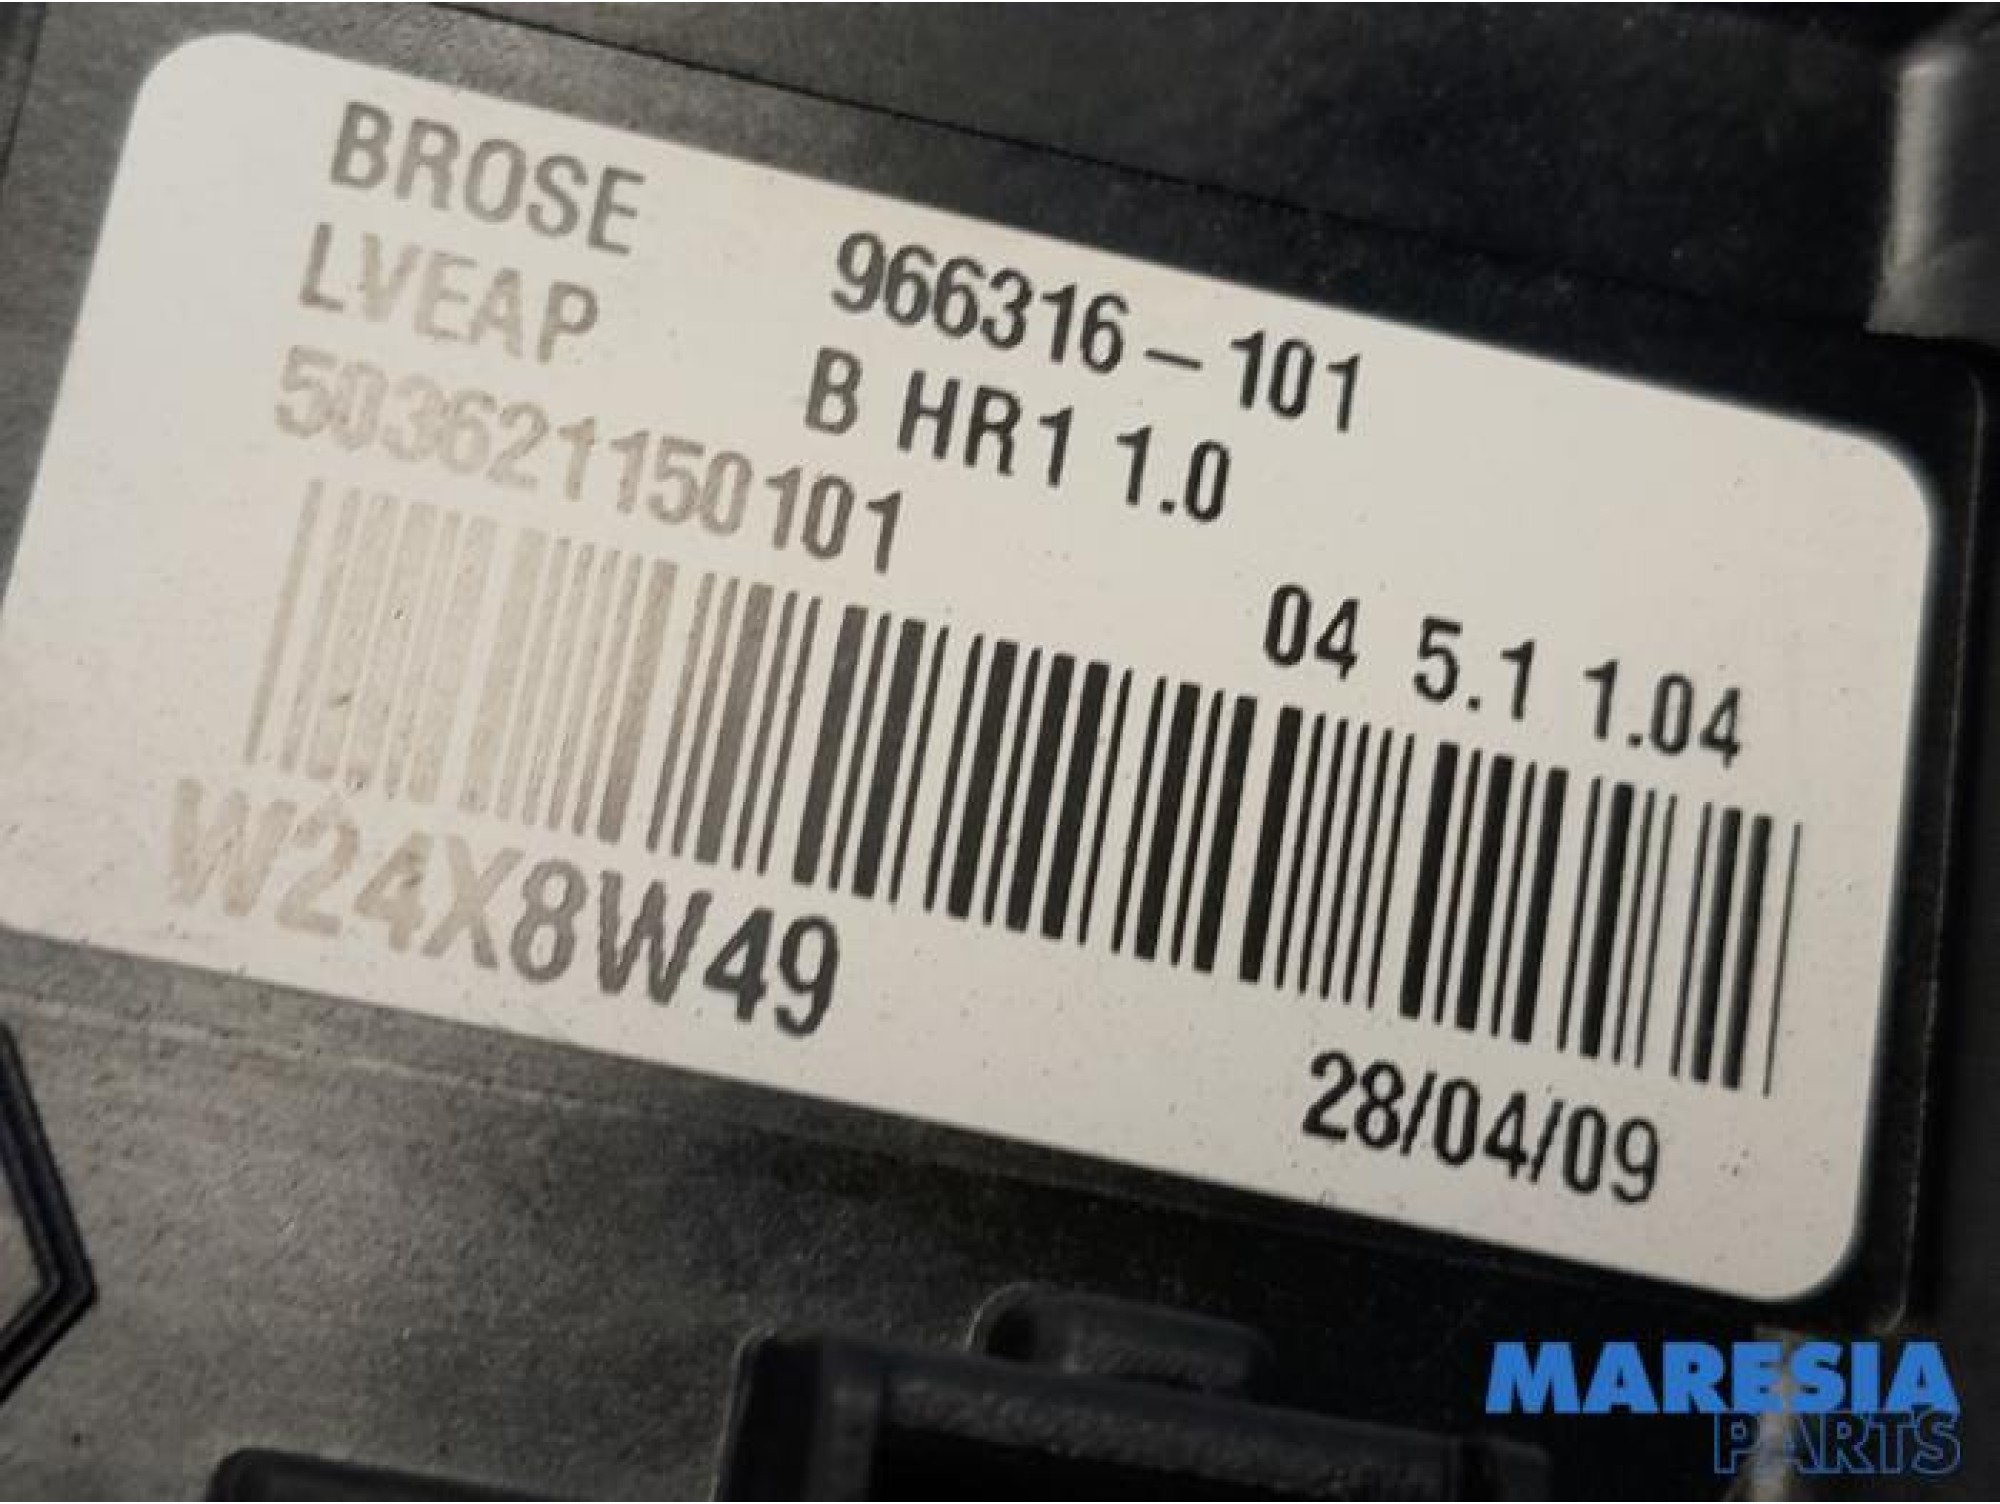 BROSE 966316-101
LVEAP B HR1 1.0
503621150101
04 5.1 1.04
W24X8W49
28/04/09
MARESIA
PARTS